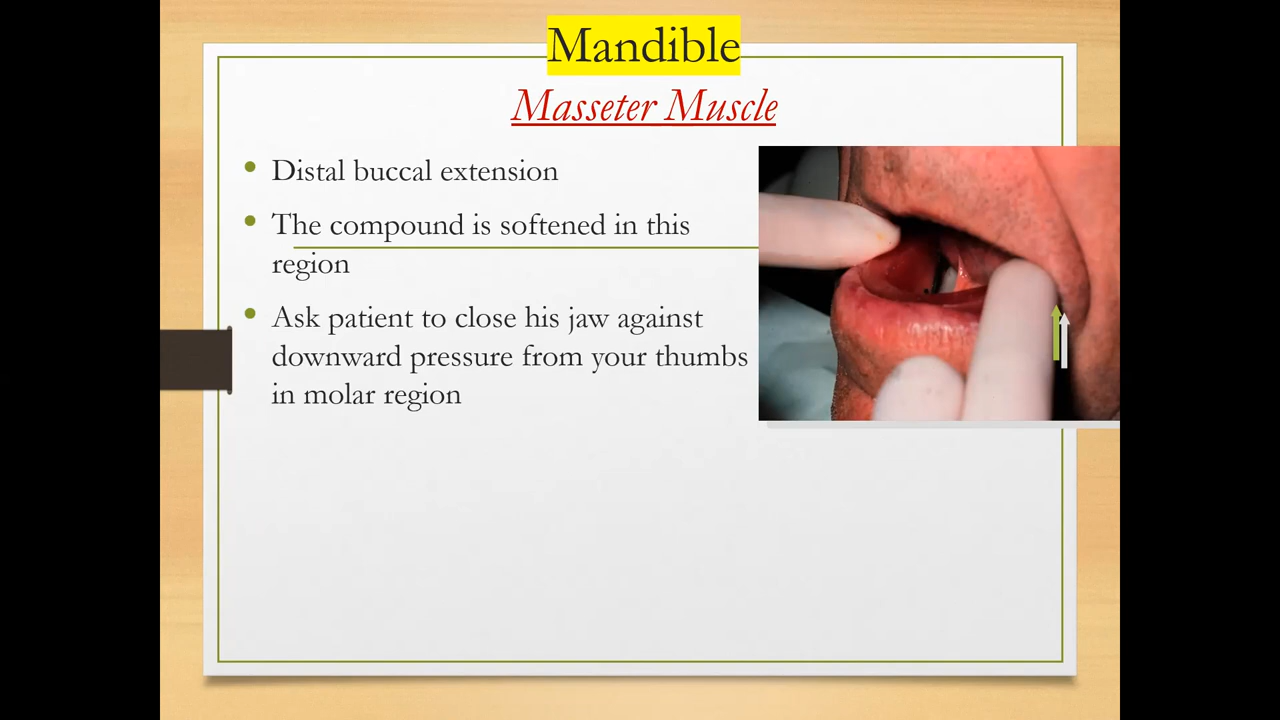 Mandible
Masseter Muscle
• Distal buccal extension
• The compound is softened in this
region
• Ask patient to close his jaw against
downward pressure from your thumbs
in molar region